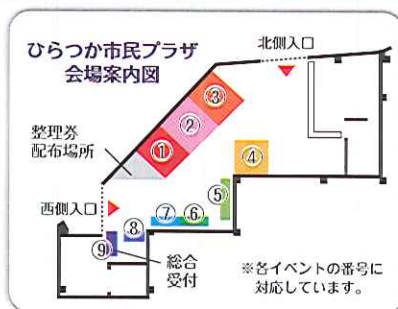 ひらつか市民プラザ
会場案内図
北側入口
整理券
配布場所
③
②
①
④
西側入口
⑤
⑦ ⑥
⑧
⑨
総合
受付
※各イベントの番号に
対応しています。